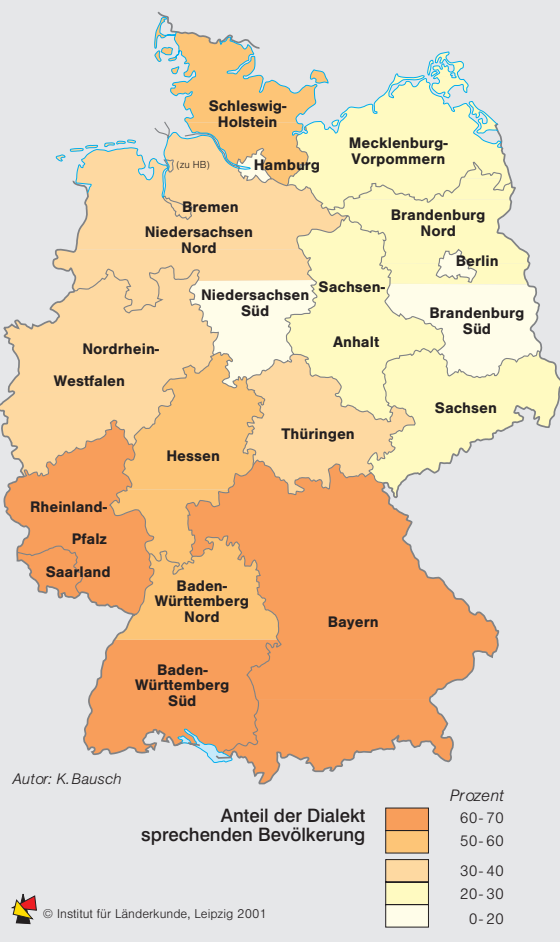 Schleswig-
Holstein
Mecklenburg-
Vorpommern
Hamburg
(zu HB)
Bremen
Niedersachsen
Nord
Brandenburg
Nord
Berlin
Niedersachsen
Süd
Sachsen-
Anhalt
Brandenburg
Süd
Nordrhein-
Westfalen
Sachsen
Thüringen
Hessen
Rheinland-
Pfalz
Saarland
Baden-
Württemberg
Nord
Bayern
Baden-
Württemberg
Süd
Autor: K. Bausch
Anteil der Dialekt
sprechenden Bevölkerung
Prozent
60-70
50-60
30-40
20-30
0-20
© Institut für Länderkunde, Leipzig 2001